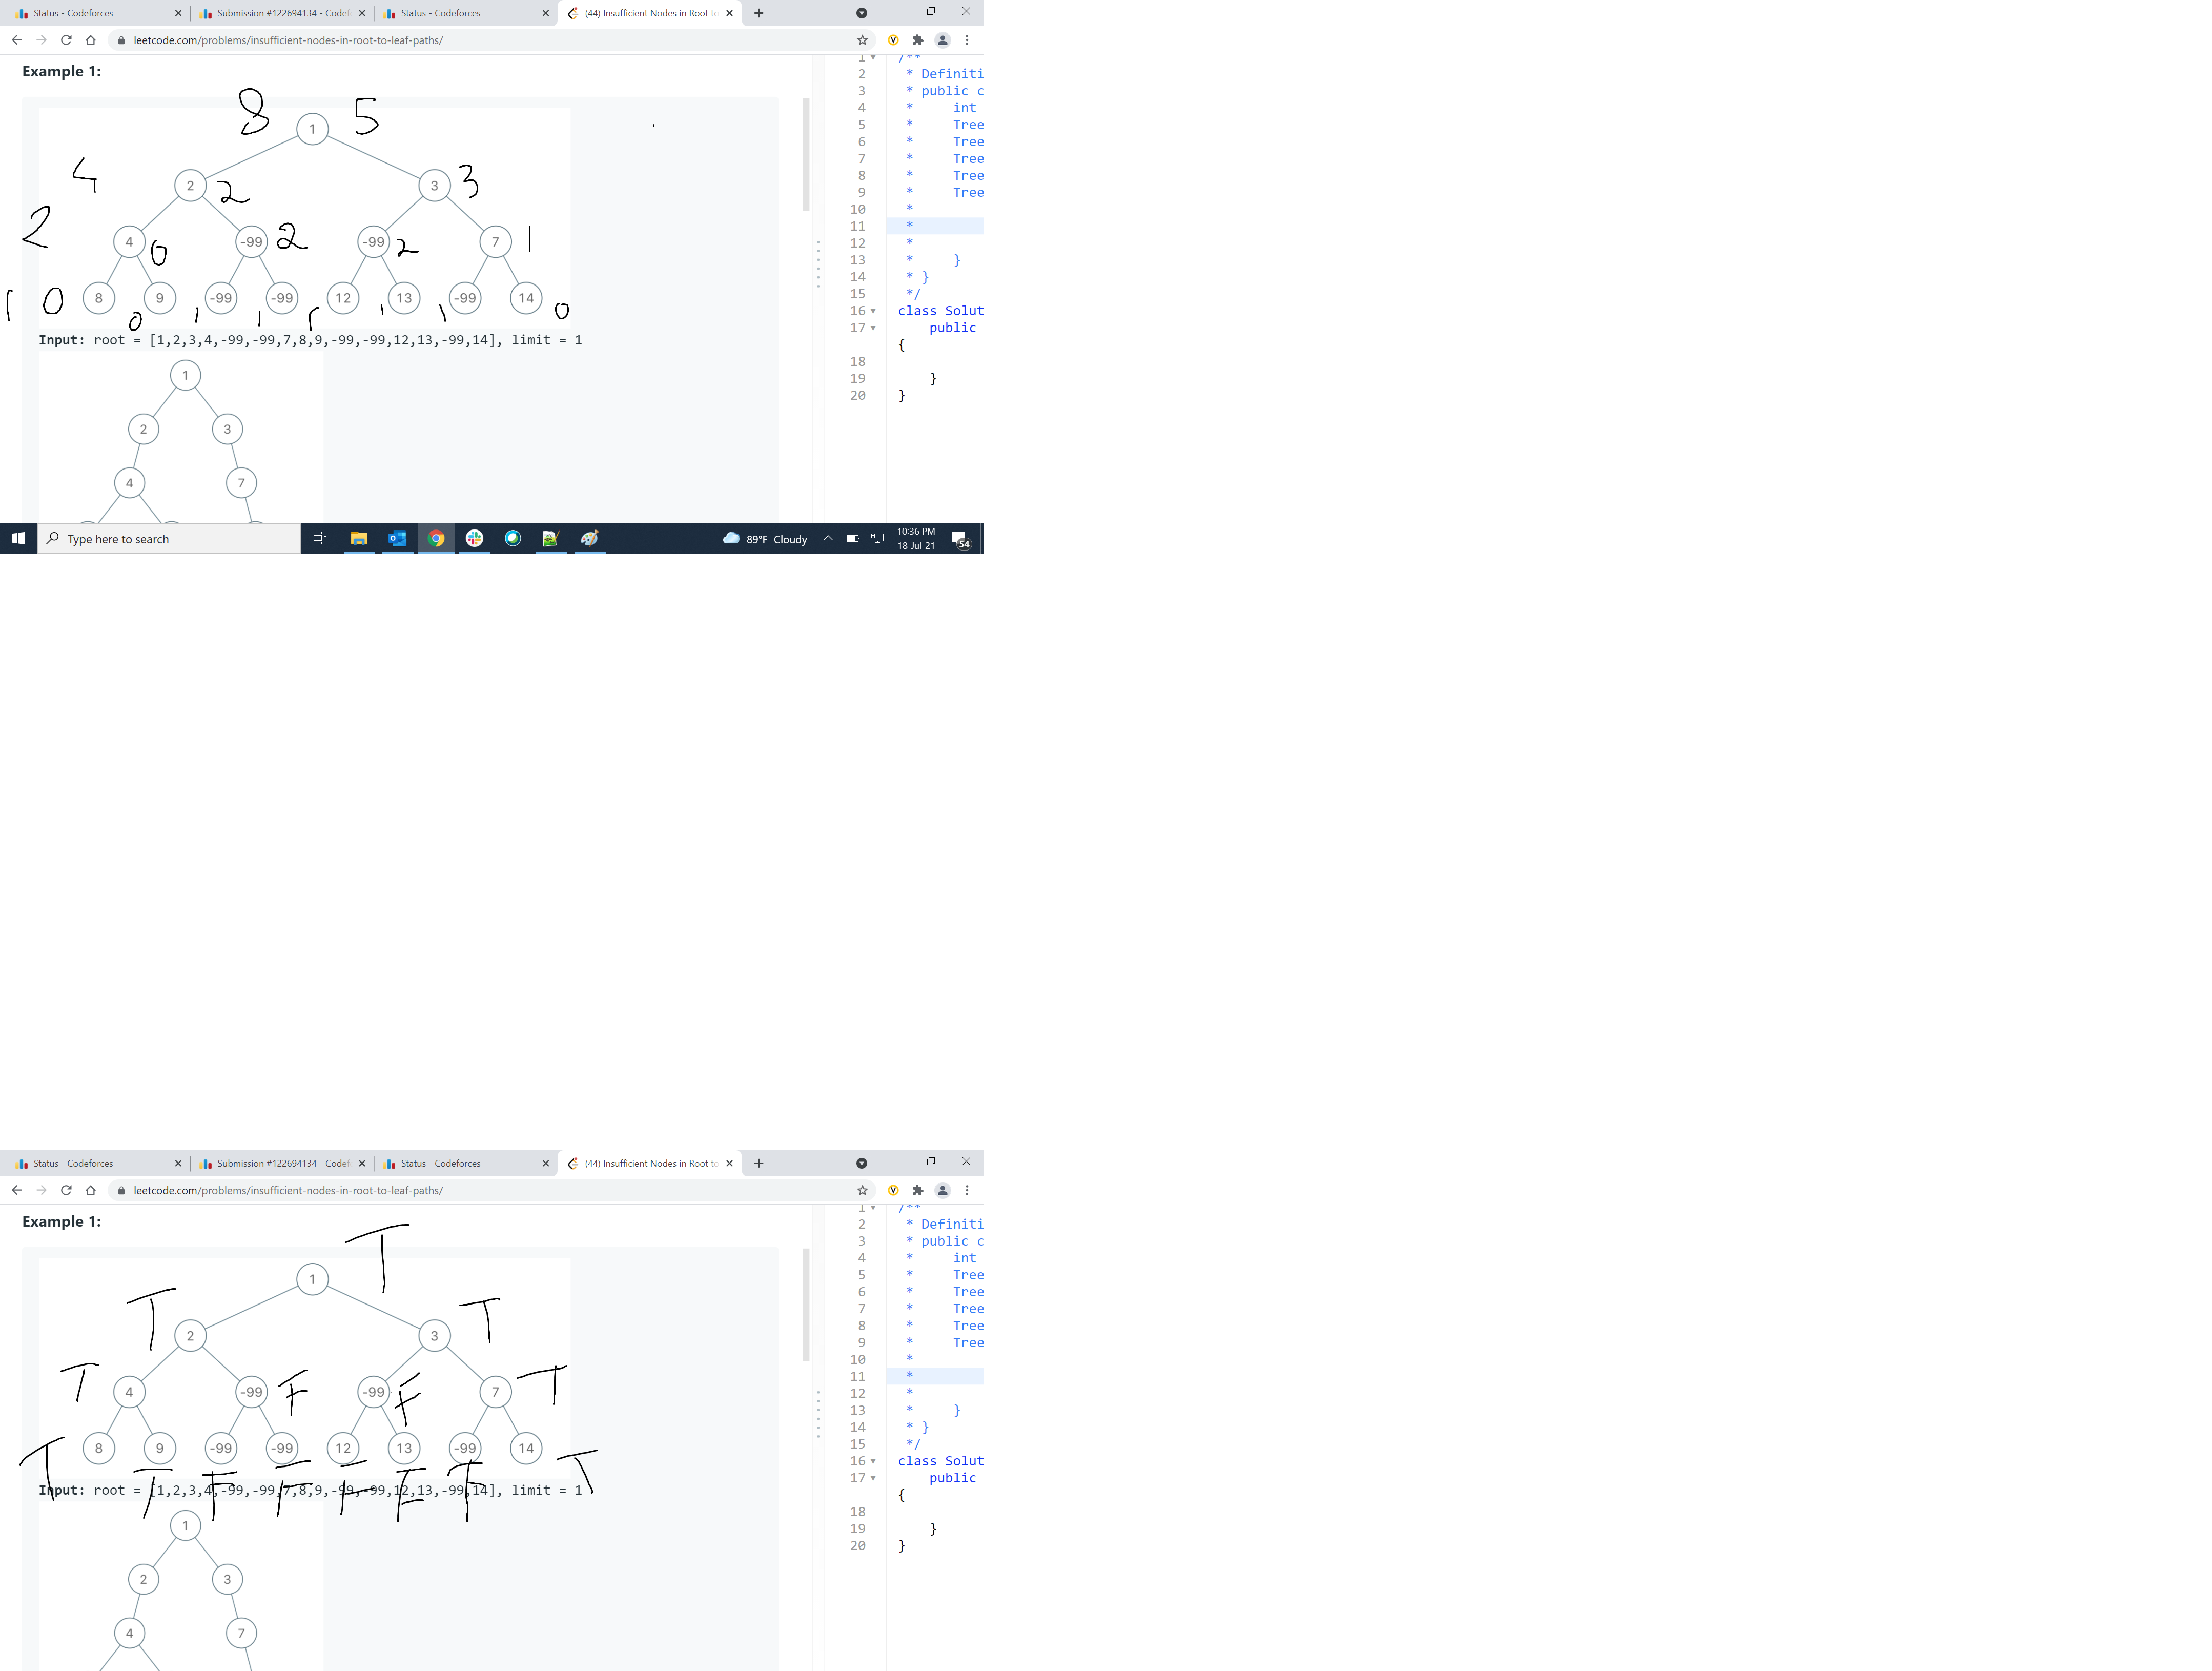 Status - Codeforces Submission #122694134 - Codef Status - Codeforces (44) Insufficient Nodes in Root to
leetcode.com/problems/insufficient-nodes-in-root-to-leaf-paths/
Example 1:
8 1 5
4 2 2 3 3
2 4 0 -99 2 -99 2 7 1
1 0 8 9 -99 -99 12 13 -99 14 0
0 1 1 1 1 1
Input: root = [1,2,3,4,-99,-99,7,8,9,-99,-99,12,13,-99,14], limit = 1
1
2 3
4 7
1 /**
2 * Definiti
3 * public c
4 * int
5 * Tree
6 * Tree
7 * Tree
8 * Tree
9 * Tree
10 *
11 *
12 *
13 * }
14 * }
15 */
16 class Solut
17 public
{
18
19 }
20 }
Type here to search 89°F Cloudy 10:36 PM
18-Jul-21 54
Status - Codeforces Submission #122694134 - Codef Status - Codeforces (44) Insufficient Nodes in Root to
leetcode.com/problems/insufficient-nodes-in-root-to-leaf-paths/
Example 1:
1 T
T 2 3 T
T 4 -99 F -99 F 7 T
8 9 -99 -99 12 13 -99 14
T T F F F F F T
Input: root = [1,2,3,4,-99,-99,7,8,9,-99,-99,12,13,-99,14], limit = 1
1
2 3
4 7
1 /**
2 * Definiti
3 * public c
4 * int
5 * Tree
6 * Tree
7 * Tree
8 * Tree
9 * Tree
10 *
11 *
12 *
13 * }
14 * }
15 */
16 class Solut
17 public
{
18
19 }
20 }